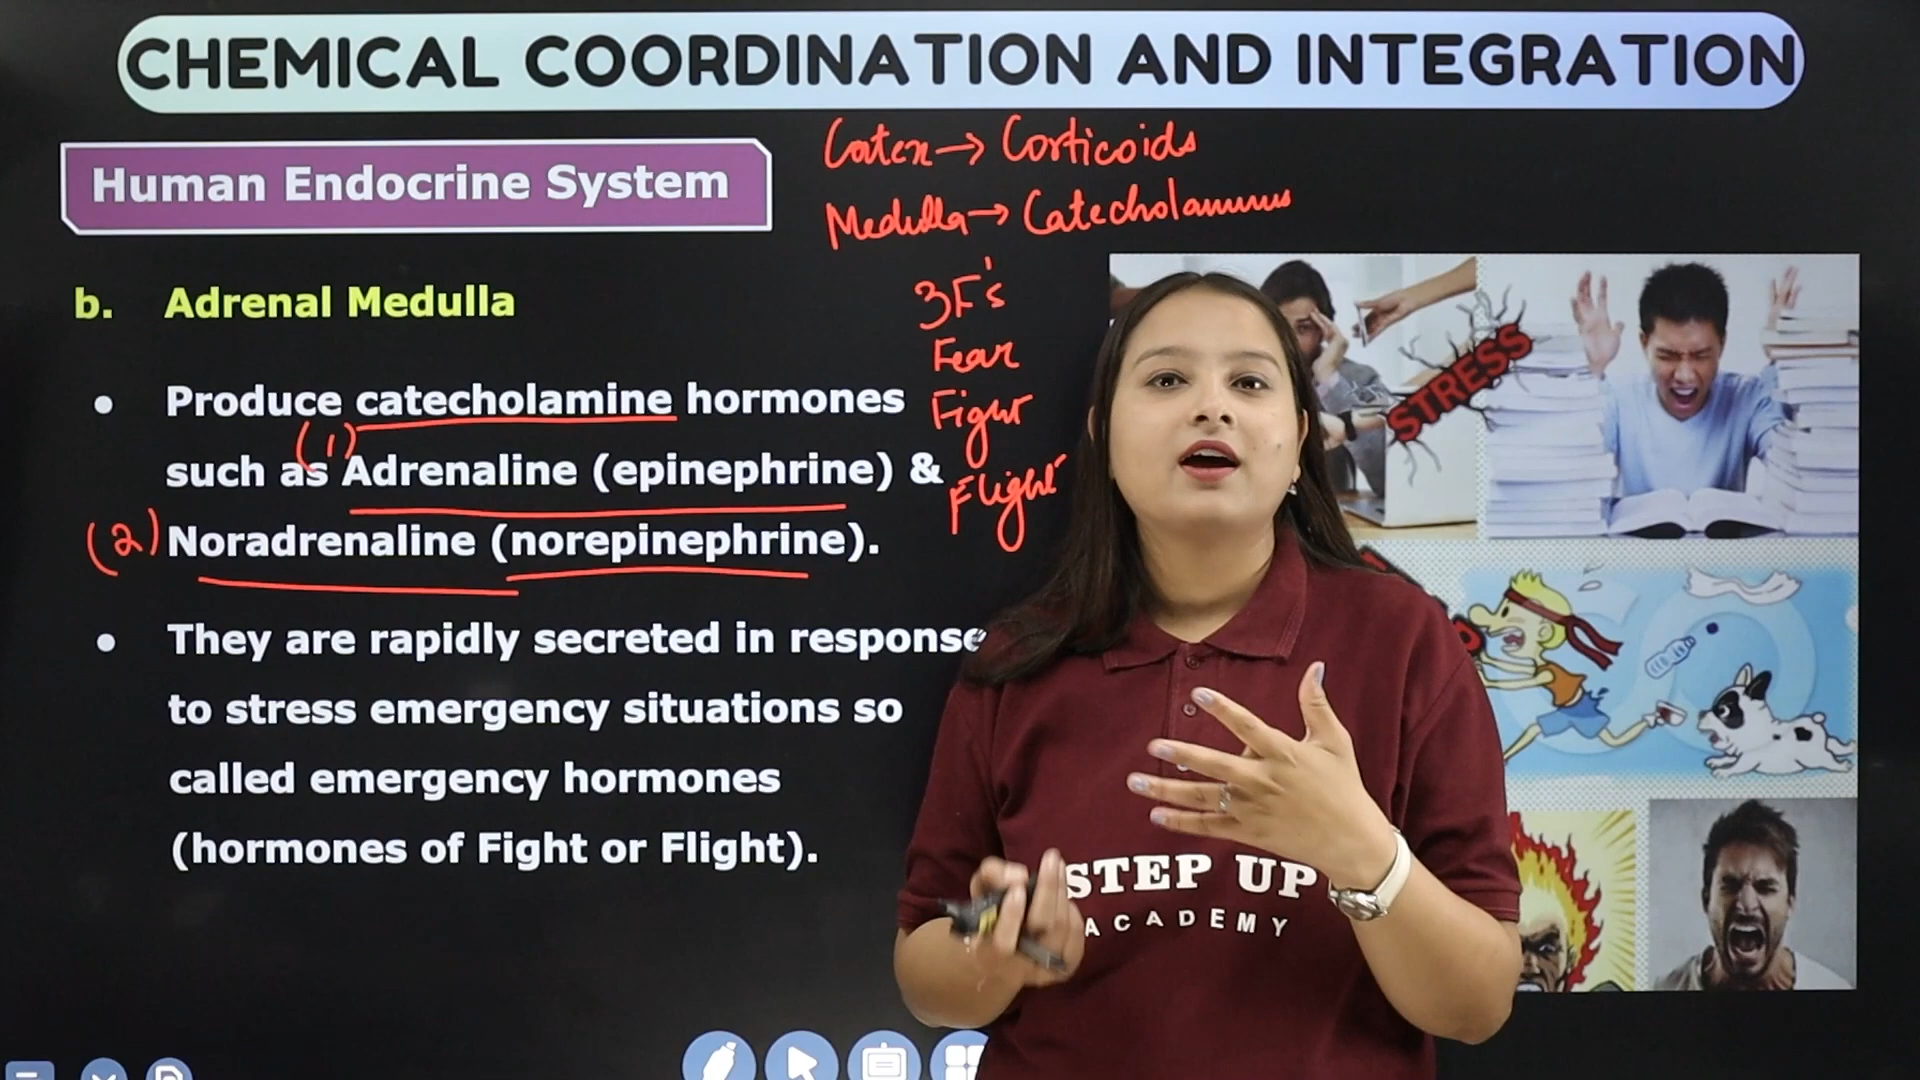 CHEMICAL COORDINATION AND INTEGRATION
Human Endocrine System
Cortex → Corticoids
Medulla → Catecholamines
b. Adrenal Medulla
3F's
Fear
Fight
Flight
• Produce catecholamine hormones
(1)
such as Adrenaline (epinephrine) &
(2) Noradrenaline (norepinephrine).
• They are rapidly secreted in response
to stress emergency situations so
called emergency hormones
(hormones of Fight or Flight).
STRESS
STEP UP
ACADEMY